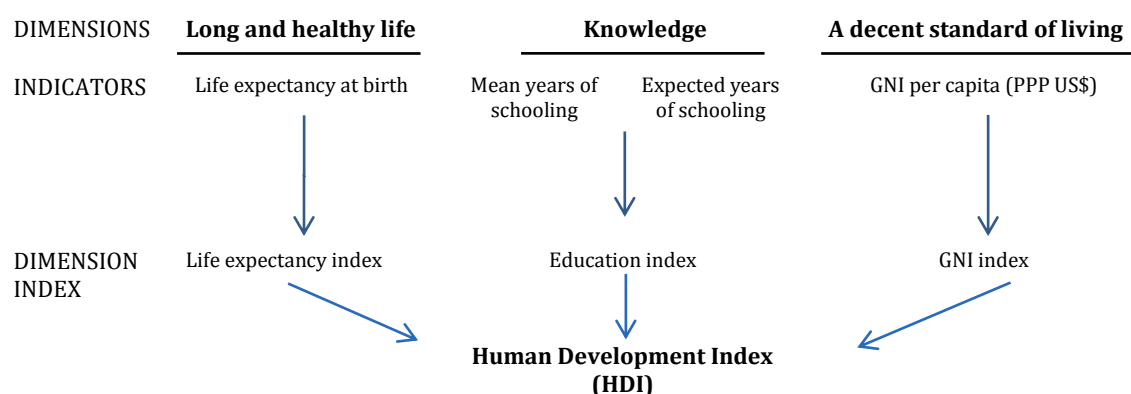 DIMENSIONS Long and healthy life Knowledge A decent standard of living
INDICATORS Life expectancy at birth Mean years of schooling Expected years of schooling GNI per capita (PPP US$)
DIMENSION INDEX Life expectancy index Education index GNI index
Human Development Index
(HDI)